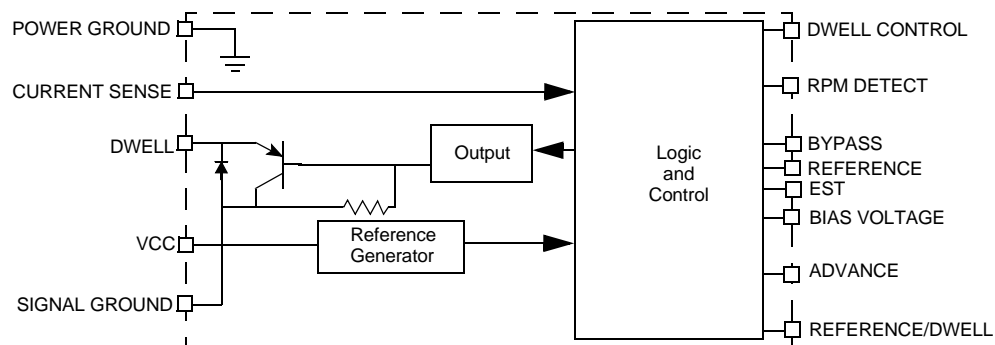 POWER GROUND
DWELL CONTROL
CURRENT SENSE
RPM DETECT
DWELL
Output
Logic
and
Control
BYPASS
REFERENCE
EST
BIAS VOLTAGE
VCC
Reference
Generator
ADVANCE
SIGNAL GROUND
REFERENCE/DWELL